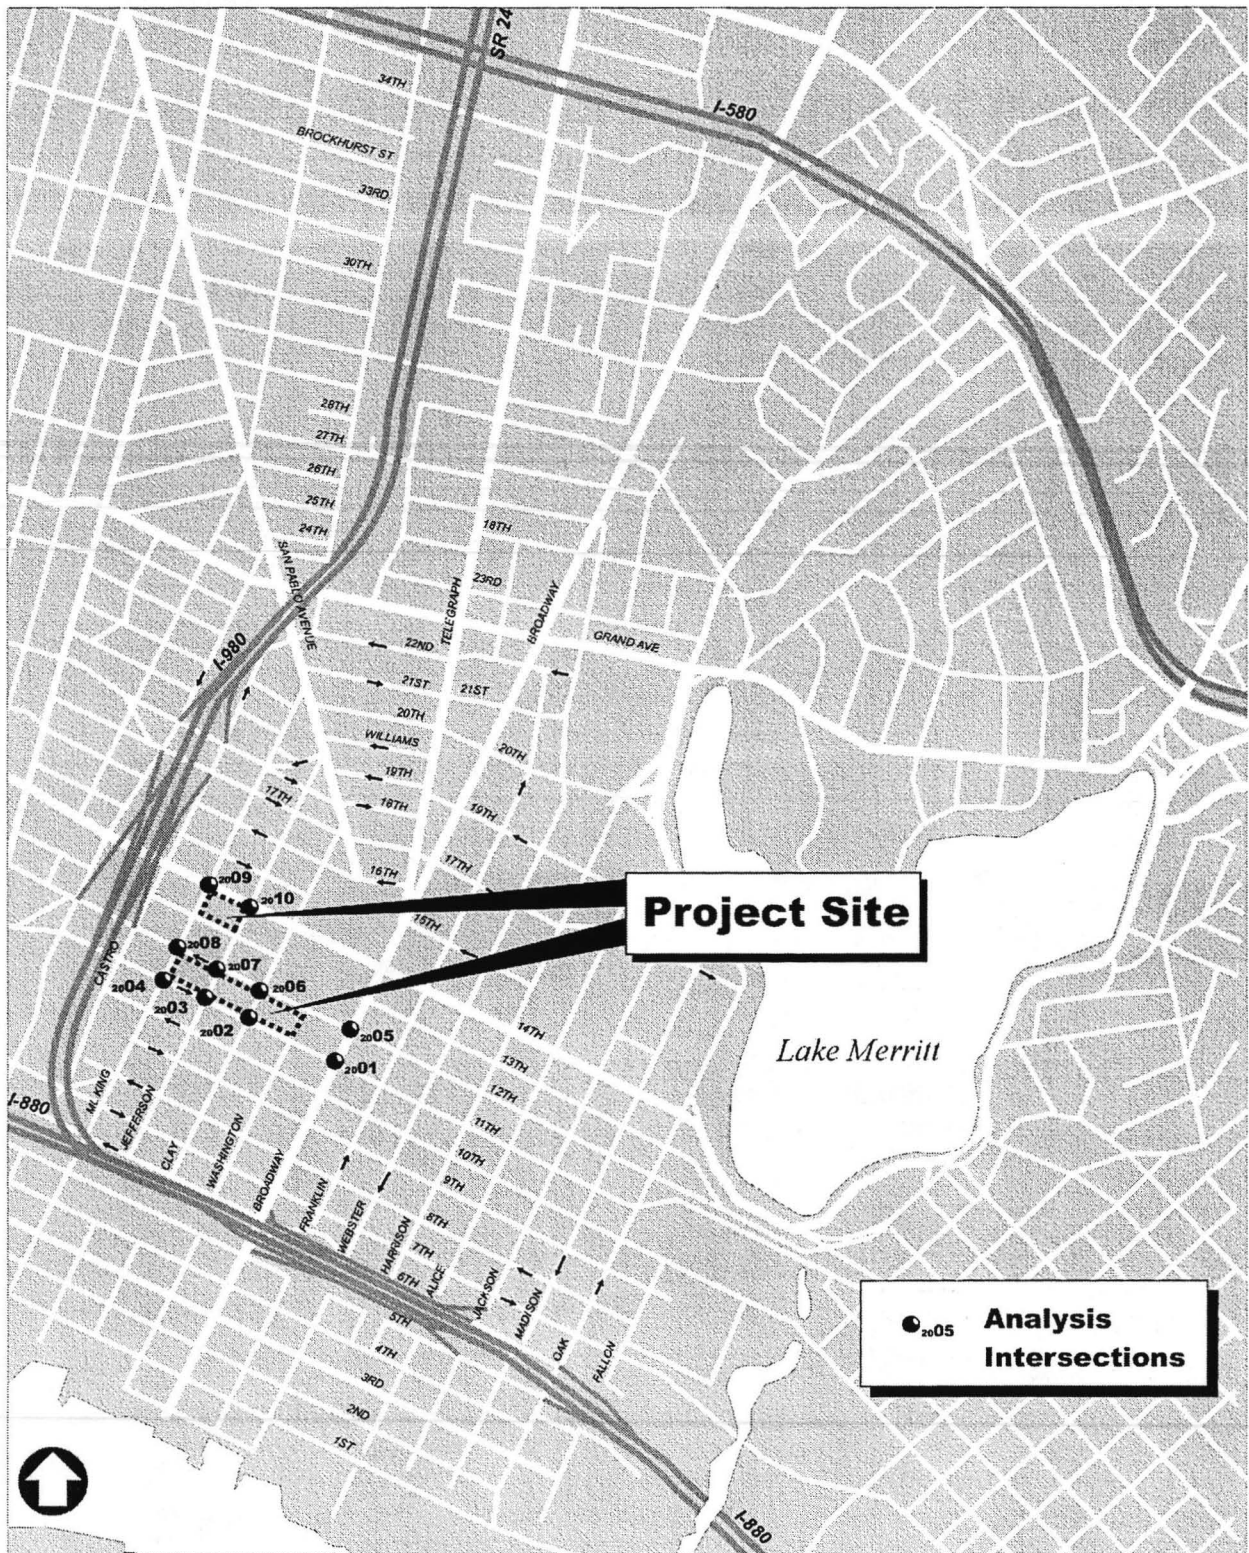 SR 24
34TH
I-580
BROCKHURST ST
33RD
30TH
28TH
27TH
26TH
25TH
24TH
18TH
SAN PABLO AVENUE
TELEGRAPH
23RD
BROADWAY
I-980
22ND
GRAND AVE
21ST
21ST
20TH
WILLIAMS
20TH
19TH
17TH
18TH
19TH
16TH
17TH
2009
2010
Project Site
15TH
2008
CASTRO
2007
2004
2006
2003
2002
2005
14TH
2001
13TH
Lake Merritt
12TH
ML KING
I-880
JEFFERSON
11TH
CLAY
WASHINGTON
10TH
BROADWAY
9TH
FRANKLIN
WEBSTER
8TH
HARRISON
7TH
6TH
ALICE
JACKSON
MADISON
5TH
OAK
FALLON
2005 Analysis
Intersections
4TH
3RD
2ND
1ST
I-880